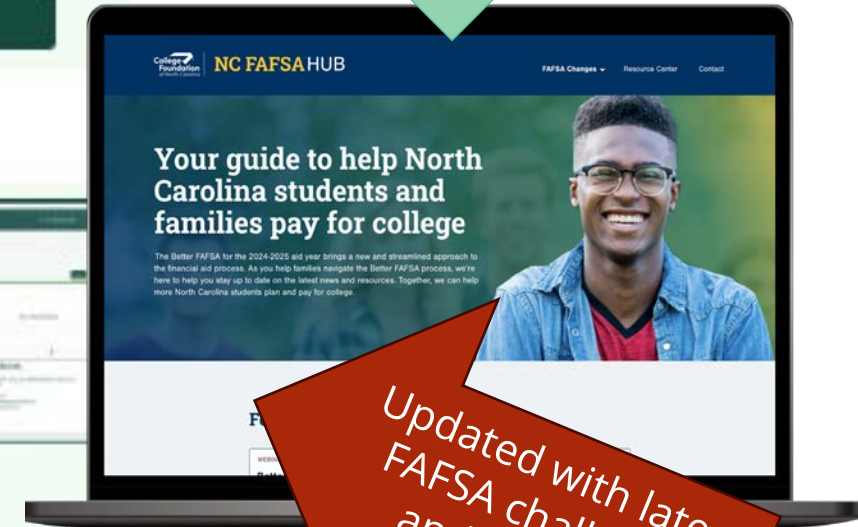 College
Foundation
of North Carolina
NC FAFSA HUB
FAFSA Changes
Resource Center
Contact
Your guide to help North
Carolina students and
families pay for college
The Better FAFSA for the 2024-2025 aid year brings a new and streamlined approach to
the financial aid process. As you help families navigate the Better FAFSA process, we're
here to help you stay up to date on the latest news and resources. Together, we can help
more North Carolina students plan and pay for college.
Updated with
FAFSA